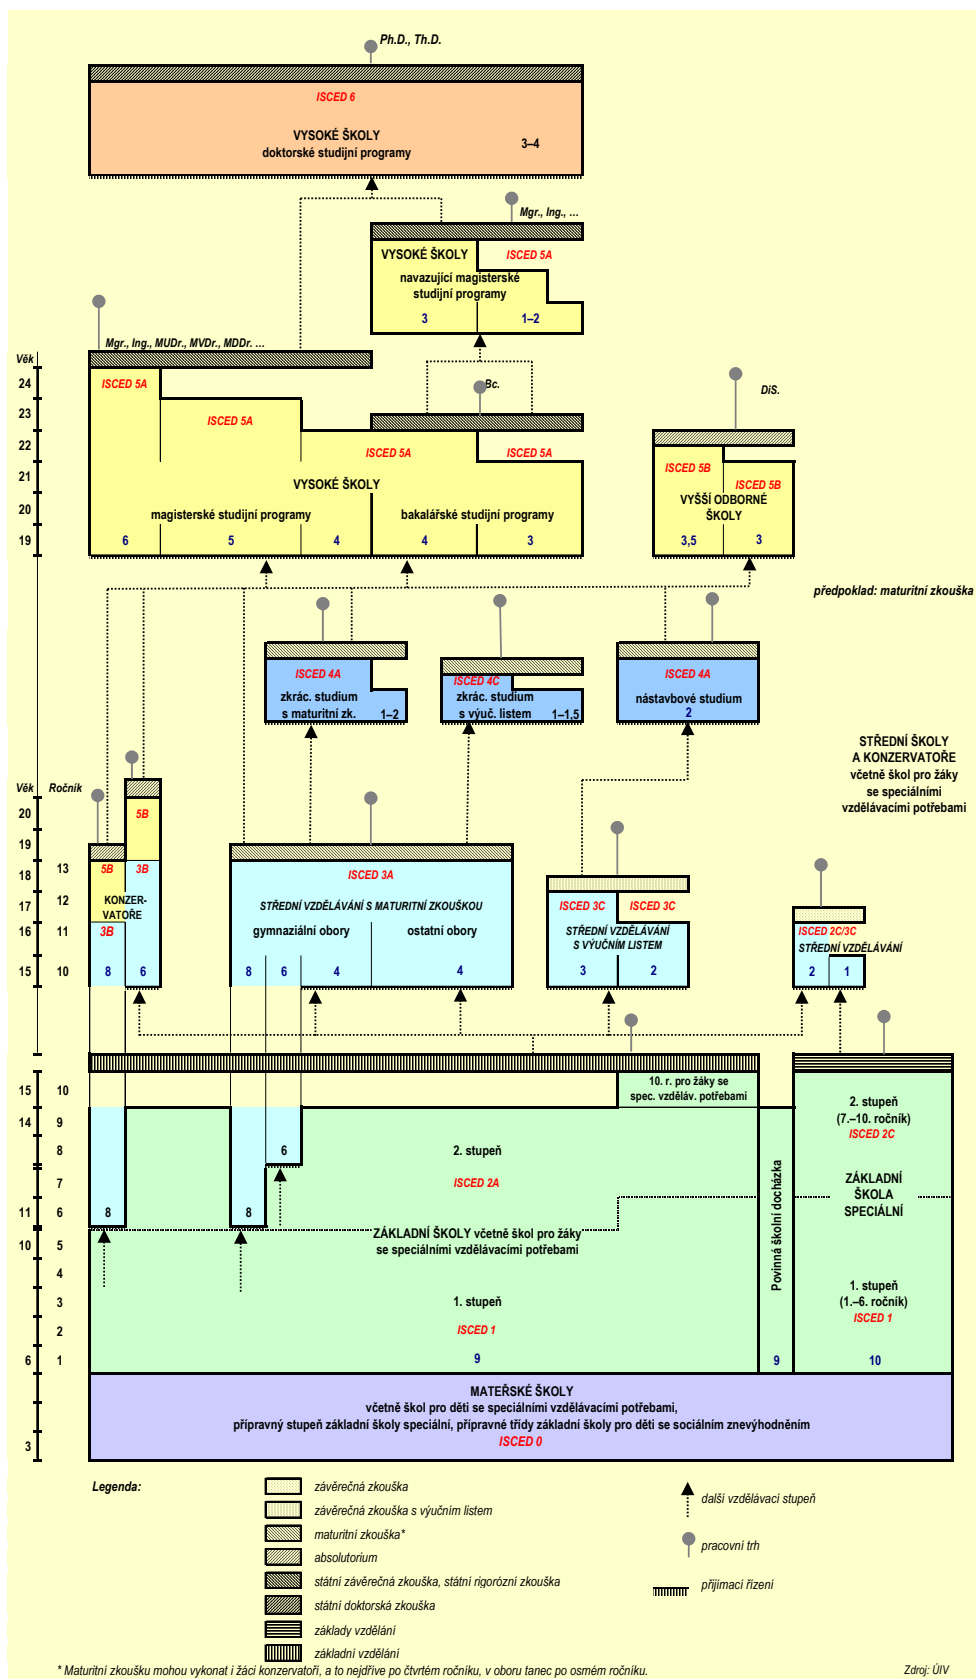 Ph.D., Th.D.
ISCED 6
VYSOKÉ ŠKOLY
doktorské studijní programy
3–4
Mgr., Ing., ...
VYSOKÉ ŠKOLY
ISCED 5A
navazující magisterské
studijní programy
3
1–2
Mgr., Ing., MUDr., MVDr., MDDr. ...
Věk
24
23
22
21
20
19
ISCED 5A
ISCED 5A
ISCED 5A
Bc.
ISCED 5A
VYSOKÉ ŠKOLY
magisterské studijní programy
bakalářské studijní programy
6
5
4
4
3
DiS.
ISCED 5B
ISCED 5B
VYŠŠÍ ODBORNÉ
ŠKOLY
3,5
3
předpoklad: maturitní zkouška
ISCED 4A
zkrác. studium
s maturitní zk.
1–2
ISCED 4C
zkrác. studium
s výuč. listem
1–1,5
ISCED 4A
nástavbové studium
2
STŘEDNÍ ŠKOLY
A KONZERVATOŘE
včetně škol pro žáky
se speciálními
vzdělávacími potřebami
Věk
Ročník
20
19
18
13
17
12
16
11
15
10
5B
5B
3B
KONZER-
VATOŘE
3B
8
6
ISCED 3A
STŘEDNÍ VZDĚLÁVÁNÍ S MATURITNÍ ZKOUŠKOU
gymnaziální obory
ostatní obory
8
6
4
4
ISCED 3C
ISCED 3C
STŘEDNÍ VZDĚLÁVÁNÍ
S VÝUČNÍM LISTEM
3
2
ISCED 2C/3C
STŘEDNÍ VZDĚLÁVÁNÍ
2
1
15
10
14
9
8
7
11
6
10
5
4
3
2
6
1
3
10. r. pro žáky se
spec. vzděláv. potřebami
6
2. stupeň
ISCED 2A
8
8
ZÁKLADNÍ ŠKOLY včetně škol pro žáky
se speciálními vzdělávacími potřebami
1. stupeň
ISCED 1
9
Povinná školní docházka
9
2. stupeň
(7.–10. ročník)
ISCED 2C
ZÁKLADNÍ
ŠKOLA
SPECIÁLNÍ
1. stupeň
(1.–6. ročník)
ISCED 1
10
MATEŘSKÉ ŠKOLY
včetně škol pro děti se speciálními vzdělávacími potřebami,
přípravný stupeň základní školy speciální, přípravné třídy základní školy pro děti se sociálním znevýhodněním
ISCED 0
Legenda:
závěrečná zkouška
závěrečná zkouška s výučním listem
maturitní zkouška*
absolutorium
státní závěrečná zkouška, státní rigorózní zkouška
státní doktorská zkouška
základy vzdělání
základní vzdělání
další vzdělávací stupeň
pracovní trh
přijímací řízení
* Maturitní zkoušku mohou vykonat i žáci konzervatoří, a to nejdříve po čtvrtém ročníku, v oboru tanec po osmém ročníku.
Zdroj: ÚIV